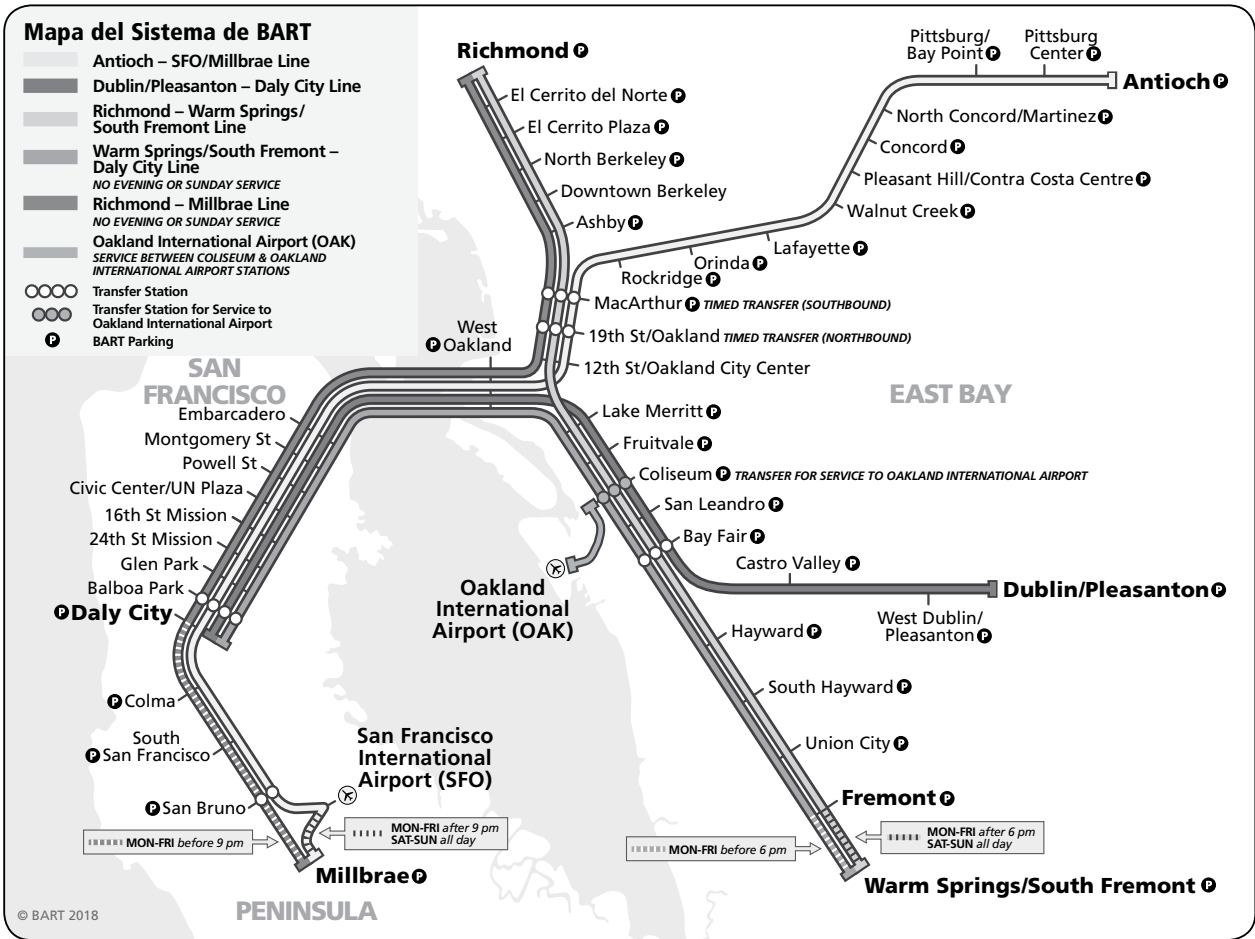 Mapa del Sistema de BART
Antioch – SFO/Millbrae Line
Dublin/Pleasanton – Daly City Line
Richmond – Warm Springs/
South Fremont Line
Warm Springs/South Fremont –
Daly City Line
NO EVENING OR SUNDAY SERVICE
Richmond – Millbrae Line
NO EVENING OR SUNDAY SERVICE
Oakland International Airport (OAK)
SERVICE BETWEEN COLISEUM & OAKLAND
INTERNATIONAL AIRPORT STATIONS
Transfer Station
Transfer Station for Service to
Oakland International Airport
P BART Parking
Richmond P
El Cerrito del Norte P
El Cerrito Plaza P
North Berkeley P
Downtown Berkeley
Ashby P
Pittsburg/
Bay Point P
Pittsburg
Center P
Antioch P
North Concord/Martinez P
Concord P
Pleasant Hill/Contra Costa Centre P
Walnut Creek P
Lafayette P
Orinda P
Rockridge P
MacArthur P TIMED TRANSFER (SOUTHBOUND)
19th St/Oakland TIMED TRANSFER (NORTHBOUND)
12th St/Oakland City Center
West
P Oakland
SAN
FRANCISCO
EAST BAY
Embarcadero
Montgomery St
Powell St
Civic Center/UN Plaza
16th St Mission
24th St Mission
Glen Park
Balboa Park
P Daly City
Lake Merritt P
Fruitvale P
Coliseum P TRANSFER FOR SERVICE TO OAKLAND INTERNATIONAL AIRPORT
San Leandro P
Bay Fair P
Castro Valley P
Dublin/Pleasanton P
West Dublin/
Pleasanton P
Oakland
International
Airport (OAK)
Hayward P
South Hayward P
Union City P
Fremont P
P Colma
South
P San Francisco
San Francisco
International
Airport (SFO)
P San Bruno
MON-FRI before 9 pm
MON-FRI after 9 pm
SAT-SUN all day
MON-FRI before 6 pm
MON-FRI after 6 pm
SAT-SUN all day
Millbrae P
Warm Springs/South Fremont P
PENINSULA
© BART 2018